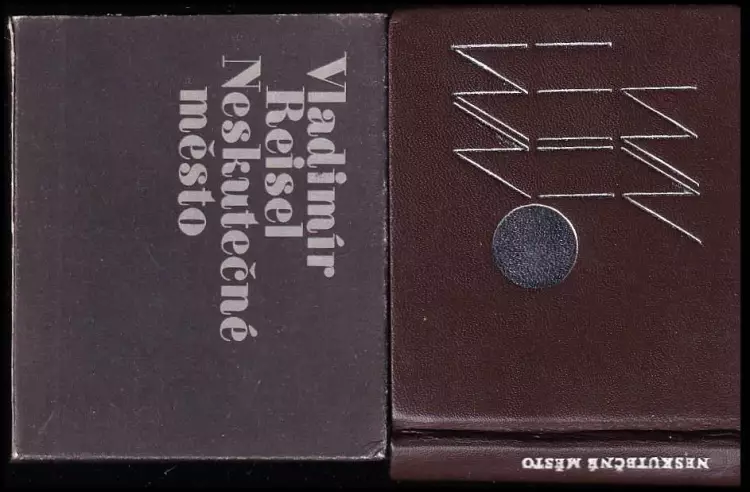 Vladimír
Reisel
Neskutečné
město
NESKUTEČNÉ MĚSTO